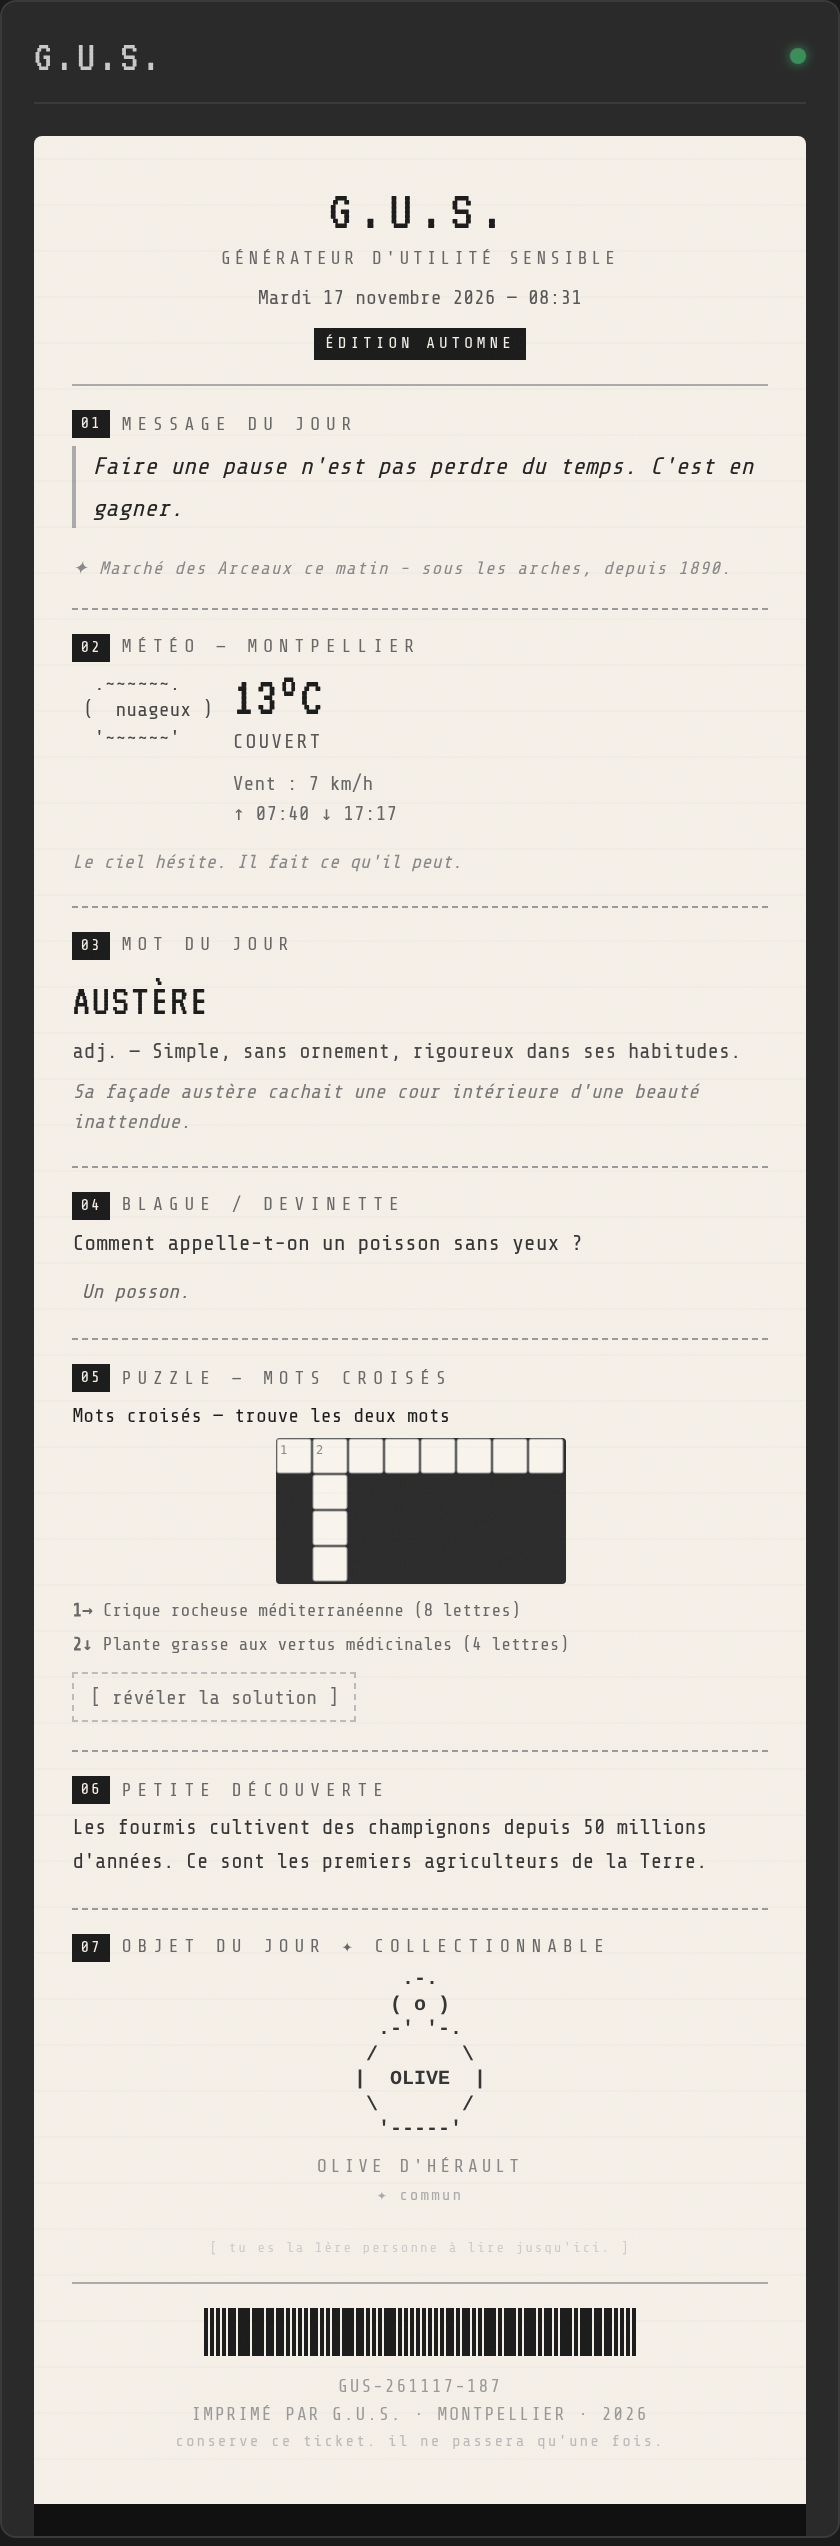 G.U.S.
G.U.S.
GÉNÉRATEUR D'UTILITÉ SENSIBLE
Mardi 17 novembre 2026 — 08:31
ÉDITION AUTOMNE
01 MESSAGE DU JOUR
Faire une pause n'est pas perdre du temps. C'est en
gagner.
✦ Marché des Arceaux ce matin – sous les arches, depuis 1890.
02 MÉTÉO — MONTPELLIER
.~~~~~~.
( nuageux )
'~~~~~~'
13°C
COUVERT
Vent : 7 km/h
↑ 07:40 ↓ 17:17
Le ciel hésite. Il fait ce qu'il peut.
03 MOT DU JOUR
AUSTÈRE
adj. — Simple, sans ornement, rigoureux dans ses habitudes.
Sa façade austère cachait une cour intérieure d'une beauté
inattendue.
04 BLAGUE / DEVINETTE
Comment appelle-t-on un poisson sans yeux ?
Un posson.
05 PUZZLE — MOTS CROISÉS
Mots croisés — trouve les deux mots
1 2
1→ Crique rocheuse méditerranéenne (8 lettres)
2↓ Plante grasse aux vertus médicinales (4 lettres)
[ révéler la solution ]
06 PETITE DÉCOUVERTE
Les fourmis cultivent des champignons depuis 50 millions
d'années. Ce sont les premiers agriculteurs de la Terre.
07 OBJET DU JOUR ✦ COLLECTIONNABLE
.-.
( o )
.-' '-.
/ \
| OLIVE |
\ /
'-----'
OLIVE D'HÉRAULT
✦ commun
[ tu es la 1ère personne à lire jusqu'ici. ]
GUS-261117-187
IMPRIMÉ PAR G.U.S. · MONTPELLIER · 2026
conserve ce ticket. il ne passera qu'une fois.